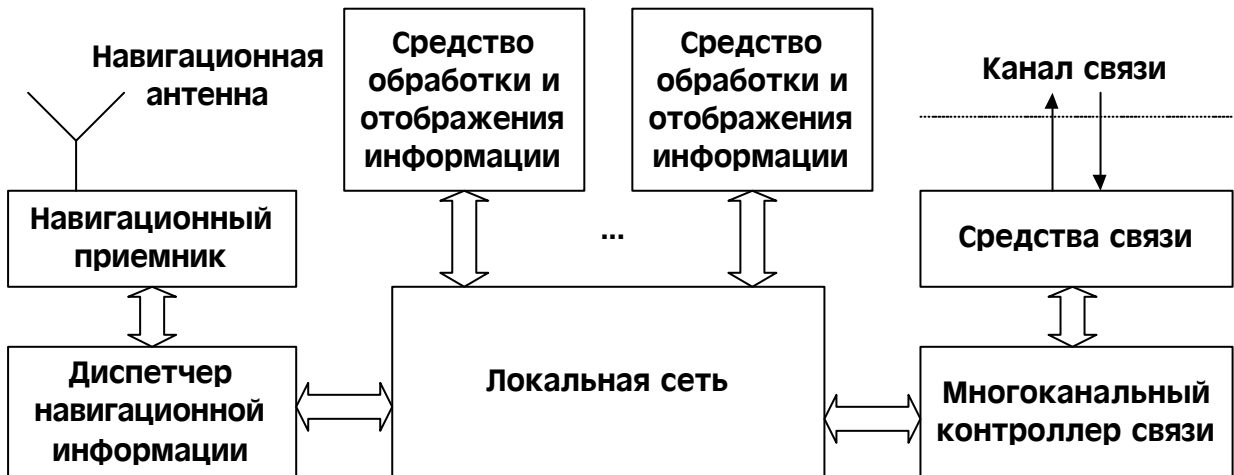 Навигационная
антенна
Средство
обработки и
отображения
информации
Средство
обработки и
отображения
информации
Канал связи
Навигационный
приемник
...
Средства связи
Диспетчер
навигационной
информации
Локальная сеть
Многоканальный
контроллер связи